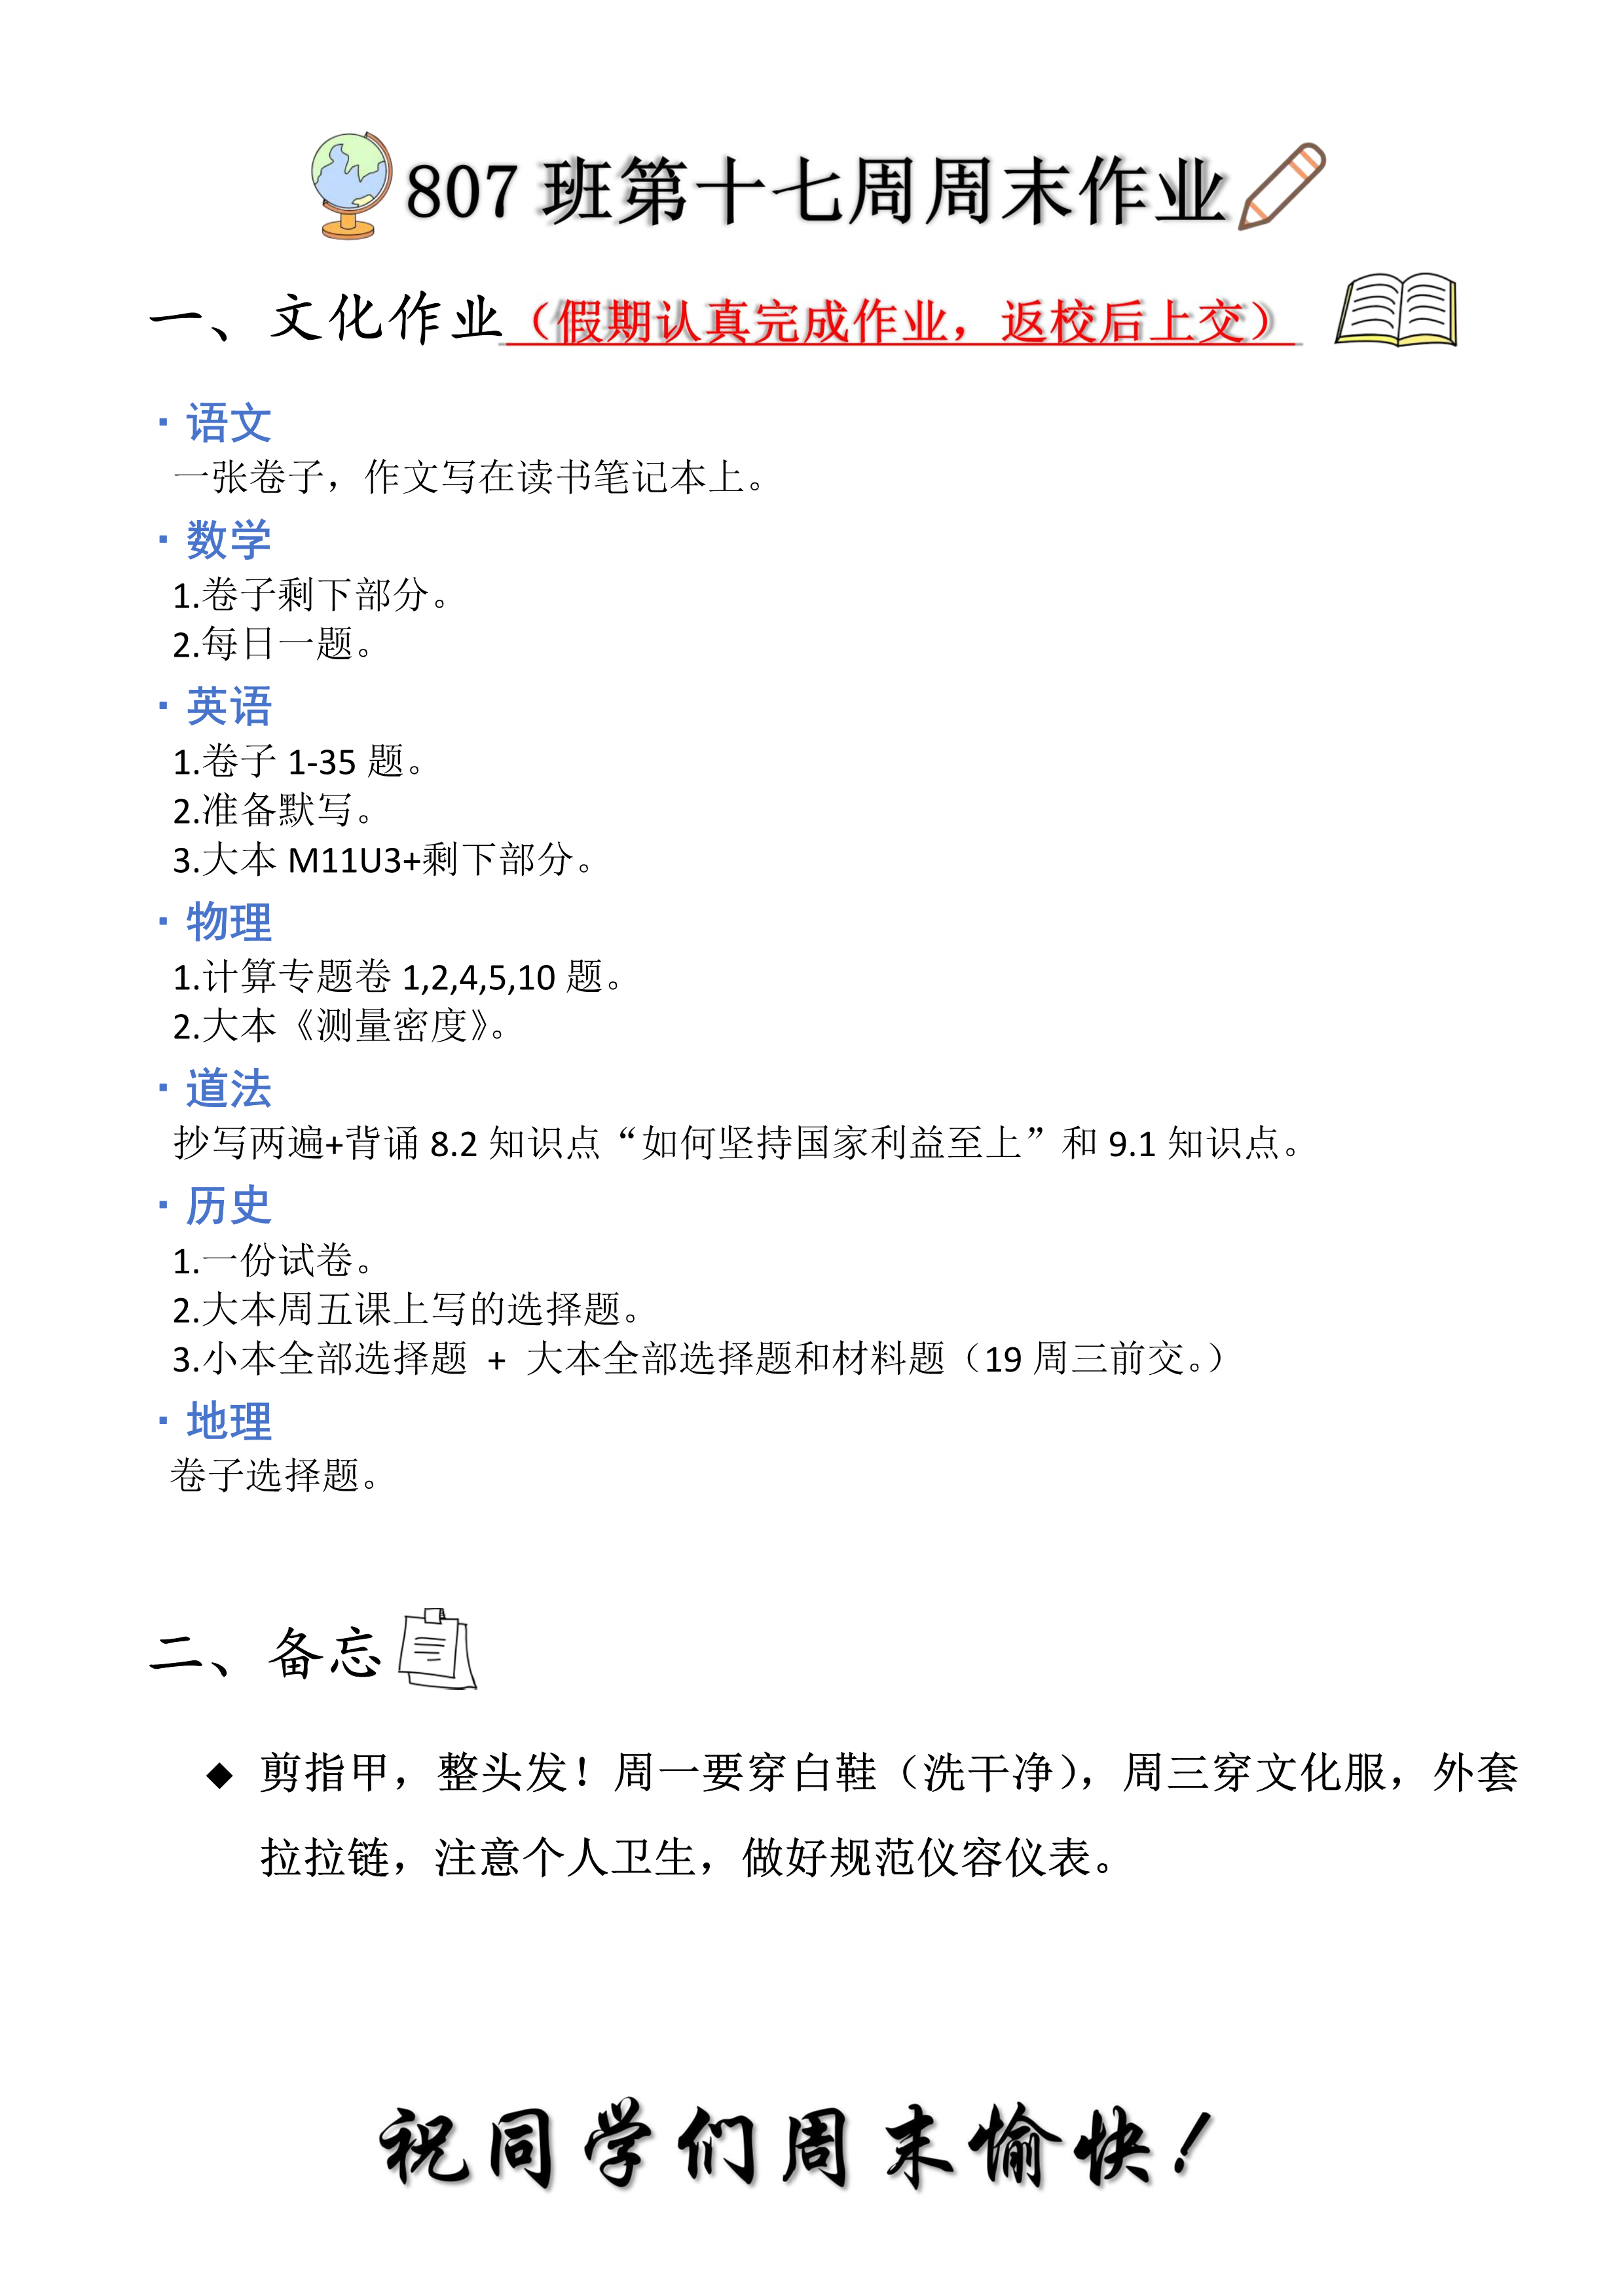 807 班第十七周周末作业
一、文化作业（假期认真完成作业，返校后上交）
· 语文
一张卷子，作文写在读书笔记本上。
· 数学
1.卷子剩下部分。
2.每日一题。
· 英语
1.卷子 1-35 题。
2.准备默写。
3.大本 M11U3+剩下部分。
· 物理
1.计算专题卷 1,2,4,5,10 题。
2.大本《测量密度》。
· 道法
抄写两遍+背诵 8.2 知识点“如何坚持国家利益至上”和 9.1 知识点。
· 历史
1.一份试卷。
2.大本周五课上写的选择题。
3.小本全部选择题 + 大本全部选择题和材料题（19 周三前交。）
· 地理
卷子选择题。
二、备忘
◆ 剪指甲，整头发！周一要穿白鞋（洗干净），周三穿文化服，外套
拉拉链，注意个人卫生，做好规范仪容仪表。
祝同学们周末愉快！